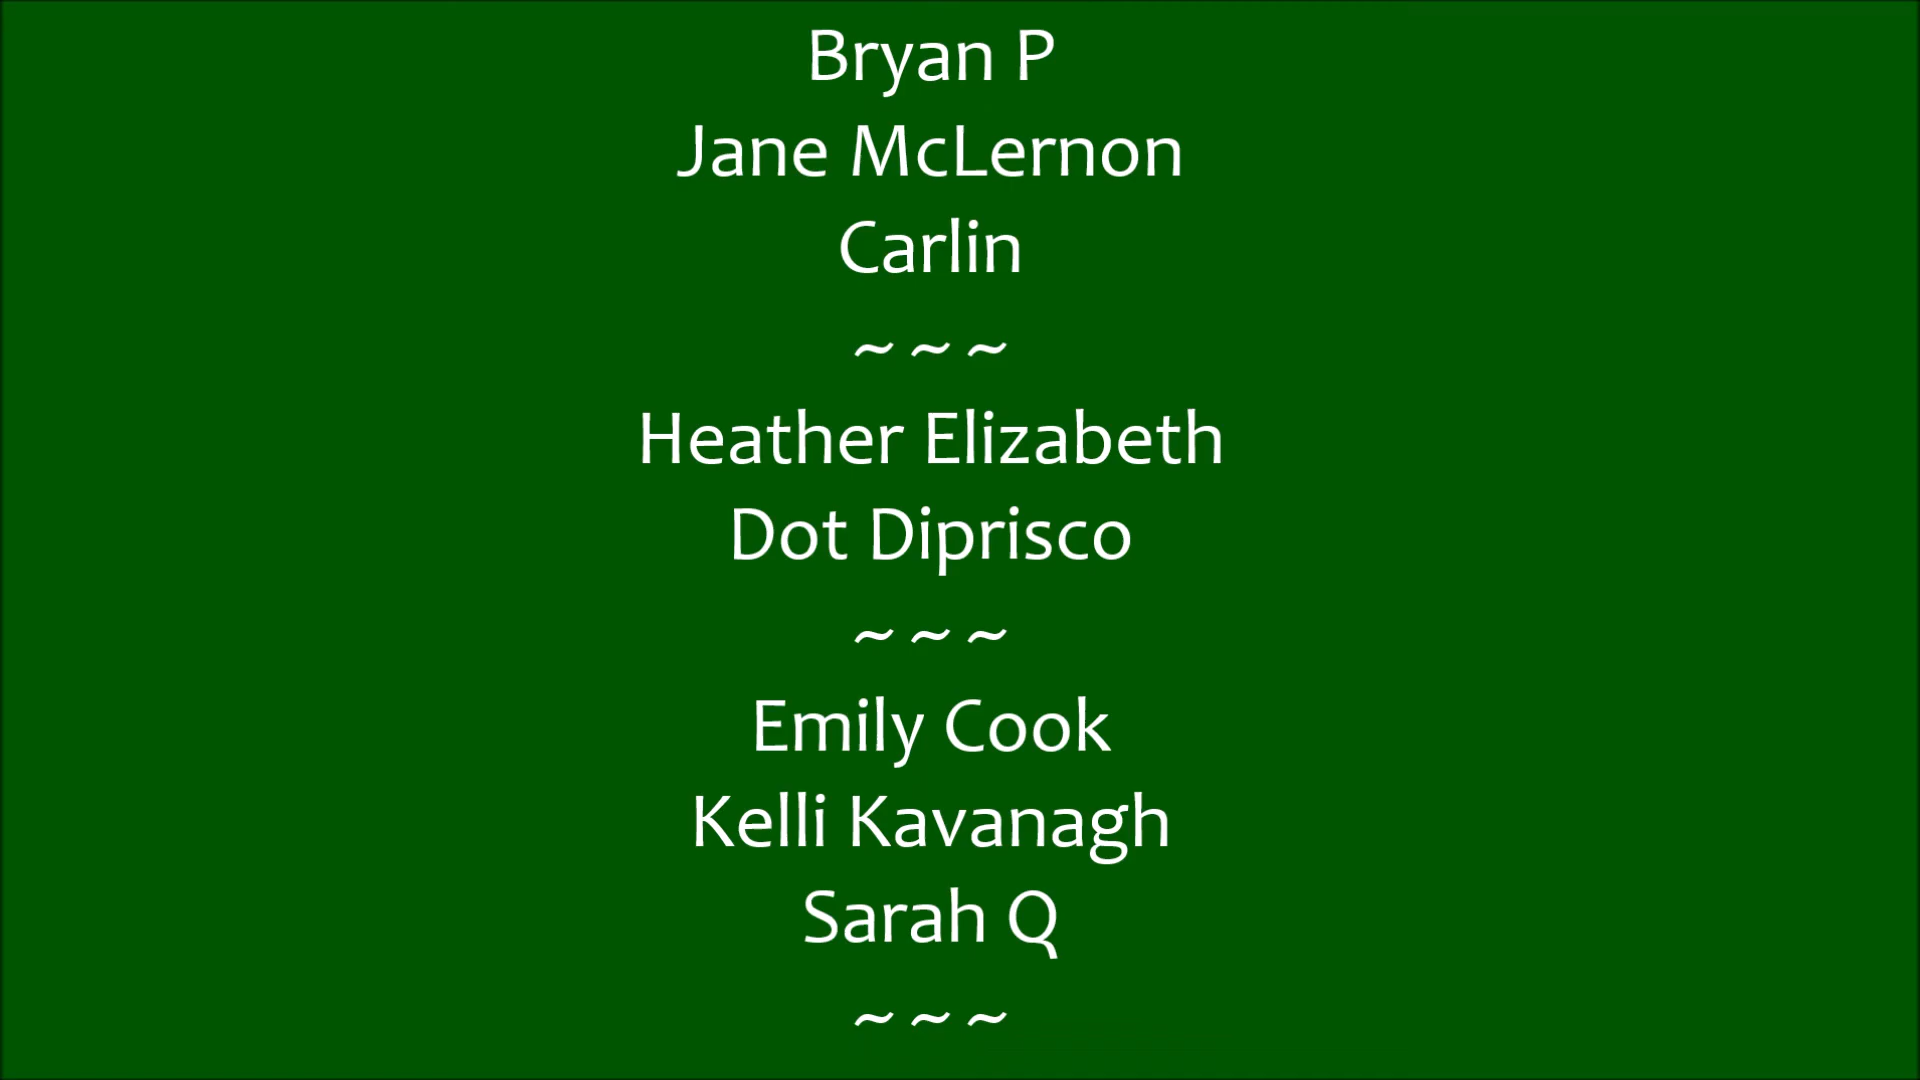 Bryan P
Jane McLernon
Carlin
~ ~ ~
Heather Elizabeth
Dot Diprisco
~ ~ ~
Emily Cook
Kelli Kavanagh
Sarah Q
~ ~ ~